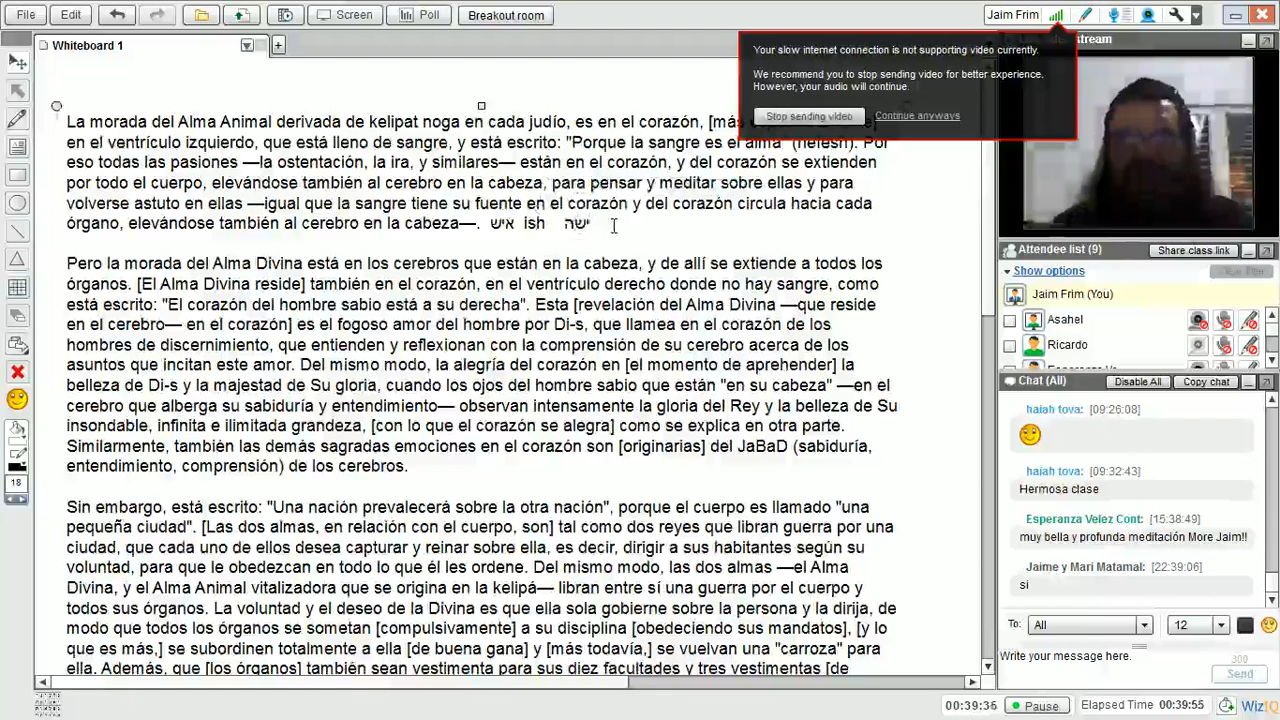 File
Edit
Screen
Poll
Breakout room
Jaim Frim
Whiteboard 1
stream
Your slow internet connection is not supporting video currently.
We recommend you to stop sending video for better experience.
However, your audio will continue.
Stop sending video
Continue anyways
La morada del Alma Animal derivada de kelipat noga en cada judío, es en el corazón, [más
en el ventrículo izquierdo, que está lleno de sangre, y está escrito: "Porque la sangre es el alma" (nefesh). Por
eso todas las pasiones —la ostentación, la ira, y similares— están en el corazón, y del corazón se extienden
por todo el cuerpo, elevándose también al cerebro en la cabeza, para pensar y meditar sobre ellas y para
volverse astuto en ellas —igual que la sangre tiene su fuente en el corazón y del corazón circula hacia cada
órgano, elevándose también al cerebro en la cabeza—. איש Ish ישה
Pero la morada del Alma Divina está en los cerebros que están en la cabeza, y de allí se extiende a todos los
órganos. [El Alma Divina reside] también en el corazón, en el ventrículo derecho donde no hay sangre, como
está escrito: "El corazón del hombre sabio está a su derecha". Esta [revelación del Alma Divina —que reside
en el cerebro— en el corazón] es el fogoso amor del hombre por Di-s, que llamea en el corazón de los
hombres de discernimiento, que entienden y reflexionan con la comprensión de su cerebro acerca de los
asuntos que incitan este amor. Del mismo modo, la alegría del corazón en [el momento de aprehender] la
belleza de Di-s y la majestad de Su gloria, cuando los ojos del hombre sabio que están "en su cabeza" —en el
cerebro que alberga su sabiduría y entendimiento— observan intensamente la gloria del Rey y la belleza de Su
insondable, infinita e ilimitada grandeza, [con lo que el corazón se alegra] como se explica en otra parte.
Similarmente, también las demás sagradas emociones en el corazón son [originarias] del JaBaD (sabiduría,
entendimiento, comprensión) de los cerebros.
Sin embargo, está escrito: "Una nación prevalecerá sobre la otra nación", porque el cuerpo es llamado "una
pequeña ciudad". [Las dos almas, en relación con el cuerpo, son] tal como dos reyes que libran guerra por una
ciudad, que cada uno de ellos desea capturar y reinar sobre ella, es decir, dirigir a sus habitantes según su
voluntad, para que le obedezcan en todo lo que él les ordene. Del mismo modo, las dos almas —el Alma
Divina, y el Alma Animal vitalizadora que se origina en la kelipá— libran entre sí una guerra por el cuerpo y
todos sus órganos. La voluntad y el deseo de la Divina es que ella sola gobierne sobre la persona y la dirija, de
modo que todos los órganos se sometan [compulsivamente] a su disciplina [obedeciendo sus mandatos], [y lo
que es más,] se subordinen totalmente a ella [de buena gana] y [más todavía,] se vuelvan una "carroza" para
ella. Además, que [los órganos] también sean vestimenta para sus diez facultades y tres vestimentas [de
Attendee list (9)
Share class link
Show options
Jaim Frim (You)
Asahel
Ricardo
Chat (All)
Disable All
Copy chat
haiah tova: [09:26:08]
haiah tova: [09:32:43]
Hermosa clase
Esperanza Velez Cont: [15:38:49]
muy bella y profunda meditación More Jaim!!
Jaime y Mari Matamal: [22:39:06]
si
To: All 12
Write your message here.
300
Send
18
00:39:36
Pause
Elapsed Time 00:39:55
WizIQ